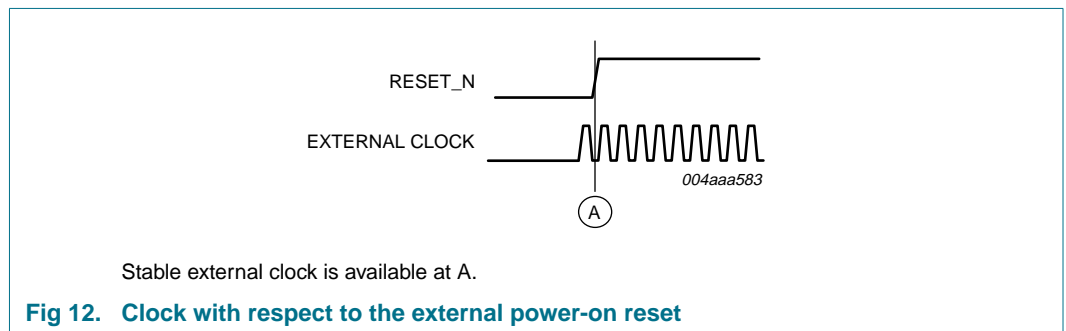 RESET_N
EXTERNAL CLOCK
004aaa583
A
Stable external clock is available at A.
Fig 12. Clock with respect to the external power-on reset